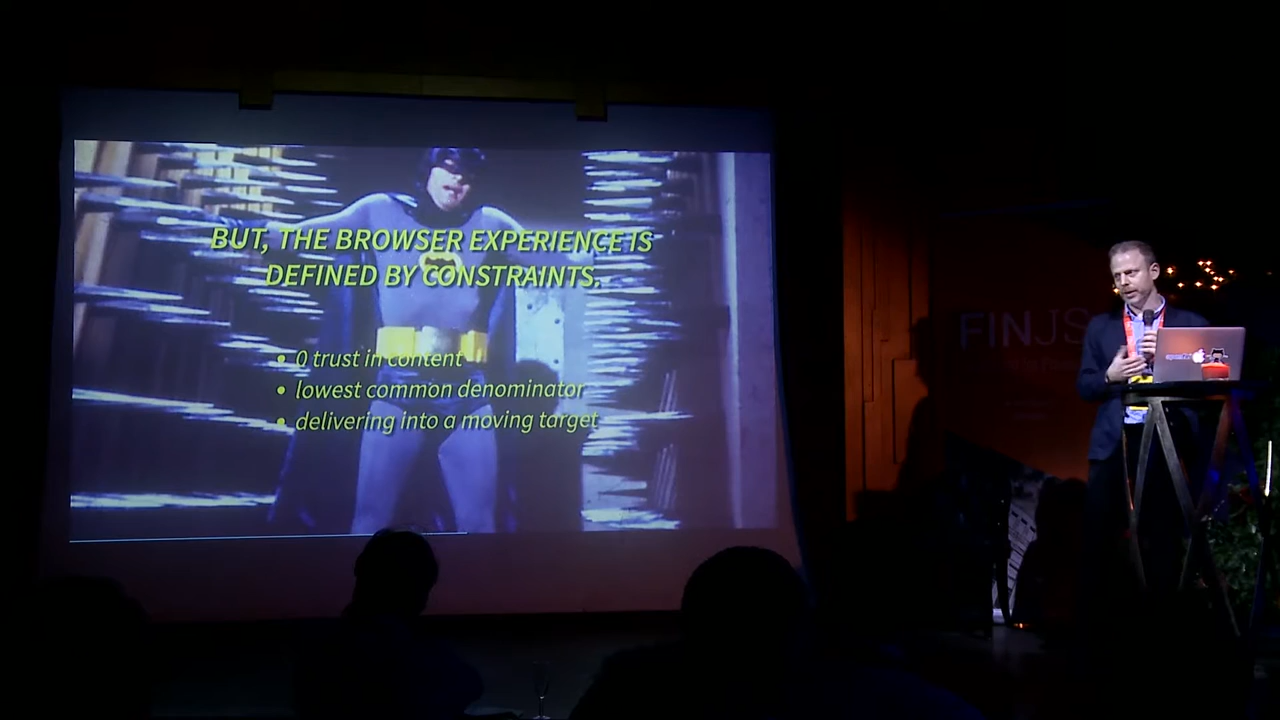 BUT, THE BROWSER EXPERIENCE IS
DEFINED BY CONSTRAINTS.
• 0 trust in content
• lowest common denominator
• delivering into a moving target
FINJS